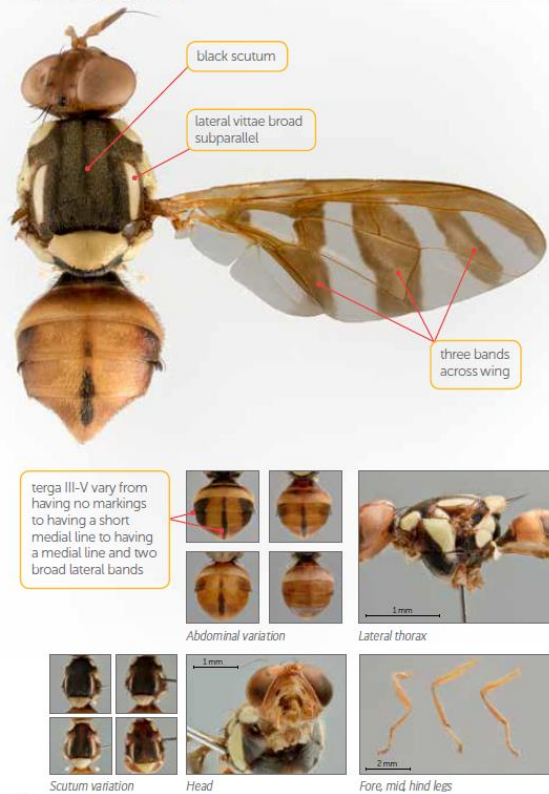 black scutum
lateral vittae broad
subparallel
three bands
across wing
terga III-V vary from
having no markings
to having a short
medial line to having
a medial line and two
broad lateral bands
Abdominal variation
1 mm
Lateral thorax
Scutum variation
1 mm
Head
2 mm
Fore, mid, hind legs